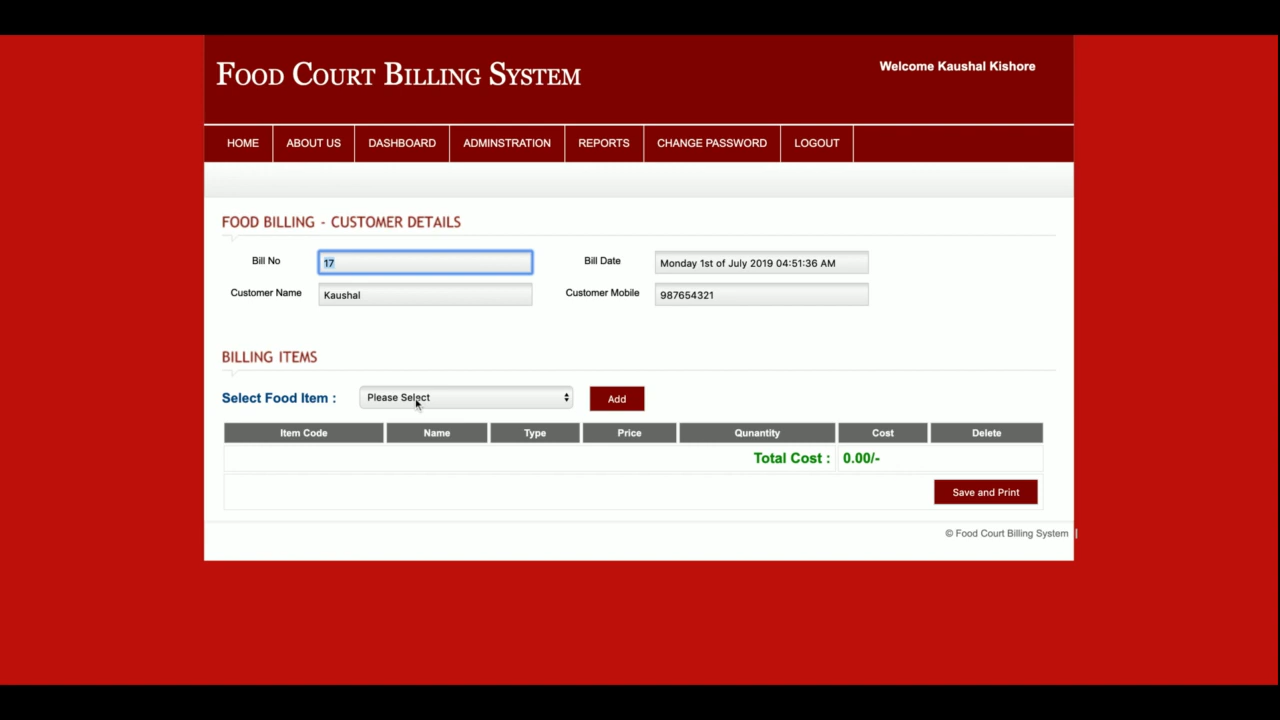 FOOD COURT BILLING SYSTEM
Welcome Kaushal Kishore
HOME ABOUT US DASHBOARD ADMINSTRATION REPORTS CHANGE PASSWORD LOGOUT
FOOD BILLING - CUSTOMER DETAILS
Bill No 17 Bill Date Monday 1st of July 2019 04:51:36 AM
Customer Name Kaushal Customer Mobile 987654321
BILLING ITEMS
Select Food Item : Please Select Add
Item Code Name Type Price Qunantity Cost Delete
Total Cost : 0.00/-
Save and Print
© Food Court Billing System |